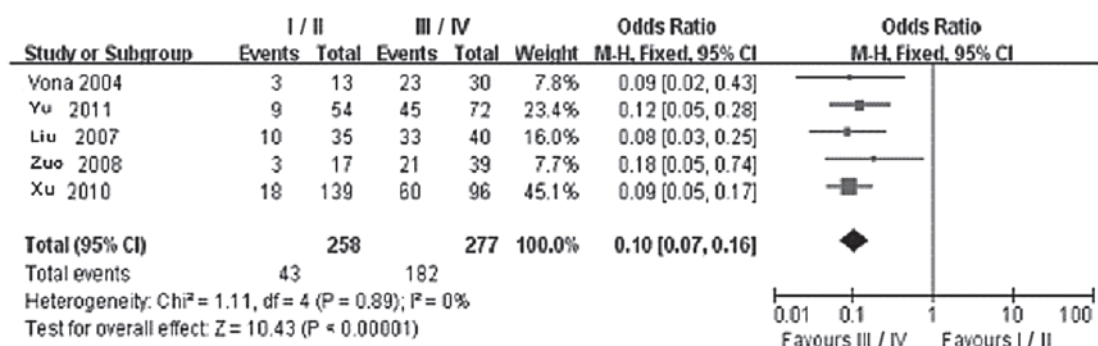 I / II III / IV Odds Ratio Odds Ratio
Study or Subgroup Events Total Events Total Weight M-H, Fixed, 95% CI M-H, Fixed, 95% CI
Vona 2004 3 13 23 30 7.8% 0.09 [0.02, 0.43]
Yu 2011 9 54 45 72 23.4% 0.12 [0.05, 0.28]
Liu 2007 10 35 33 40 16.0% 0.08 [0.03, 0.25]
Zuo 2008 3 17 21 39 7.7% 0.18 [0.05, 0.74]
Xu 2010 18 139 60 96 45.1% 0.09 [0.05, 0.17]
Total (95% CI) 258 277 100.0% 0.10 [0.07, 0.16]
Total events 43 182
Heterogeneity: Chi² = 1.11, df = 4 (P = 0.89); I² = 0%
Test for overall effect: Z = 10.43 (P < 0.00001)
0.01 0.1 1 10 100
Favours III / IV Favours I / II